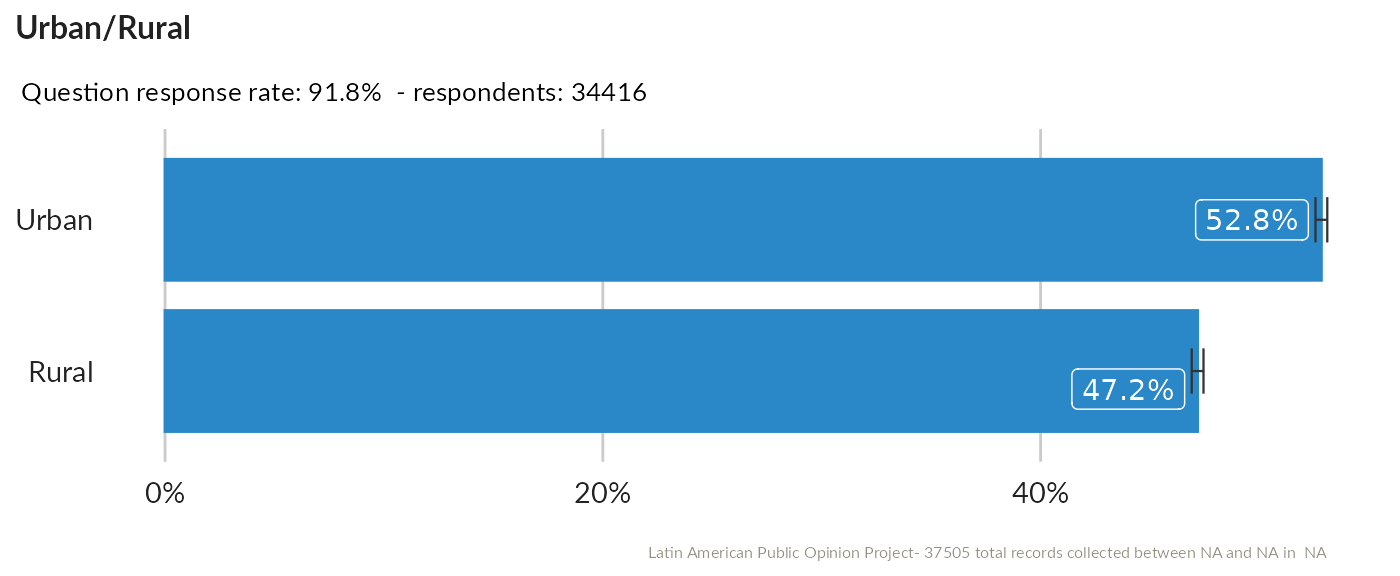 Urban/Rural
Question response rate: 91.8%  - respondents: 34416
Urban
52.8%
Rural
47.2%
0%
20%
40%
Latin American Public Opinion Project- 37505 total records collected between NA and NA in  NA